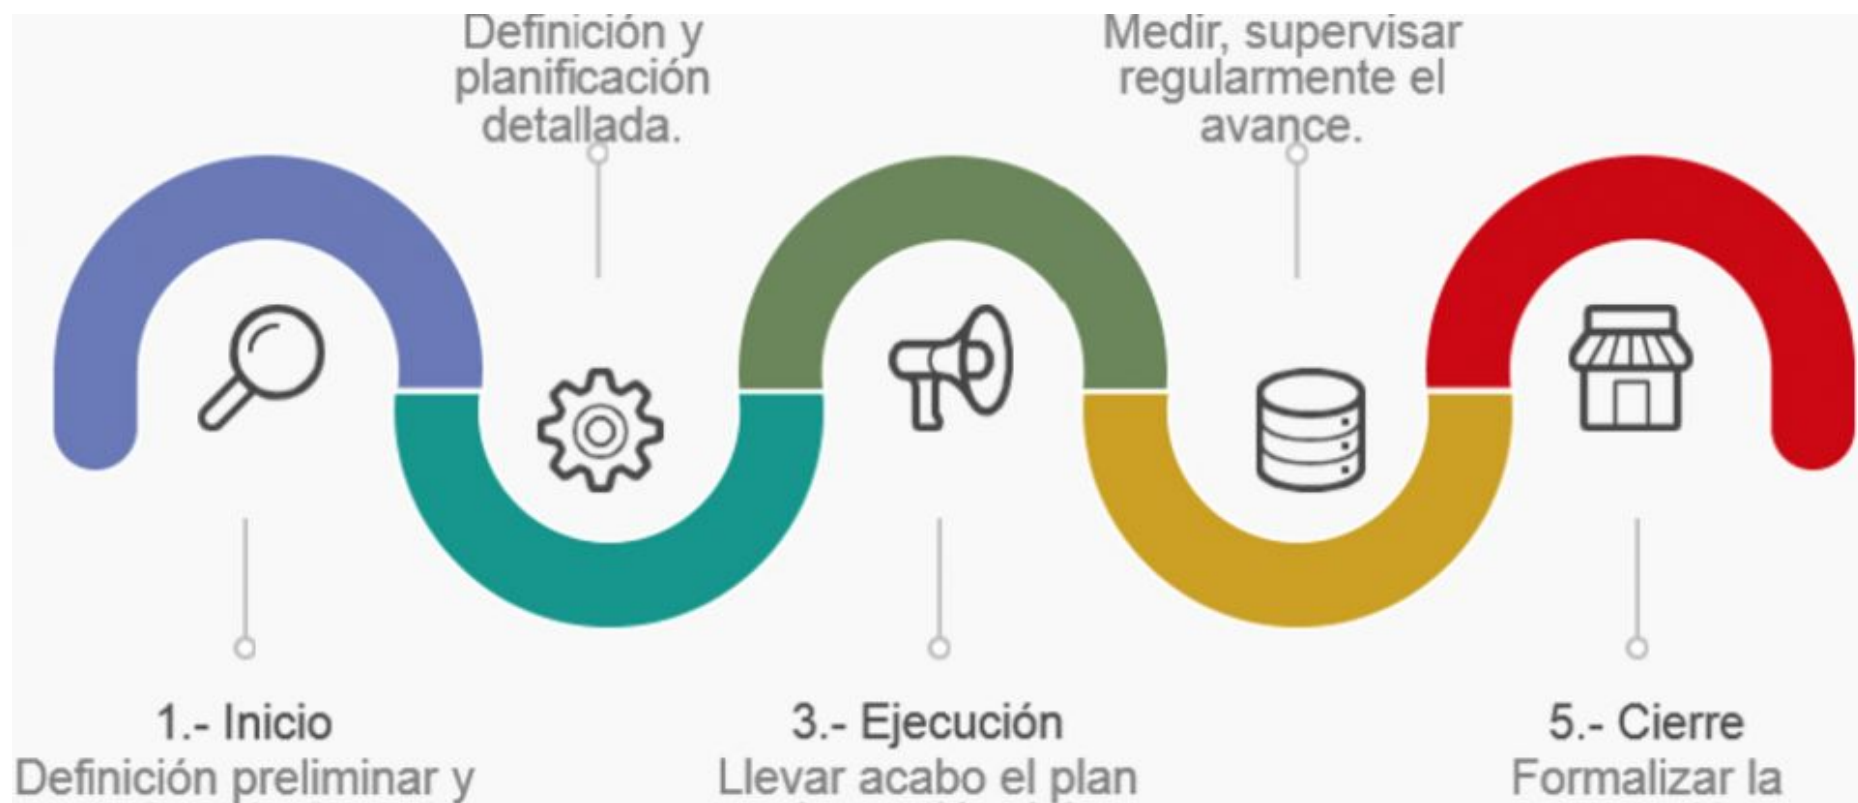 Definición y
planificación
detallada.
Medir, supervisar
regularmente el
avance.
1.- Inicio
Definición preliminar y
3.- Ejecución
Llevar acabo el plan
5.- Cierre
Formalizar la